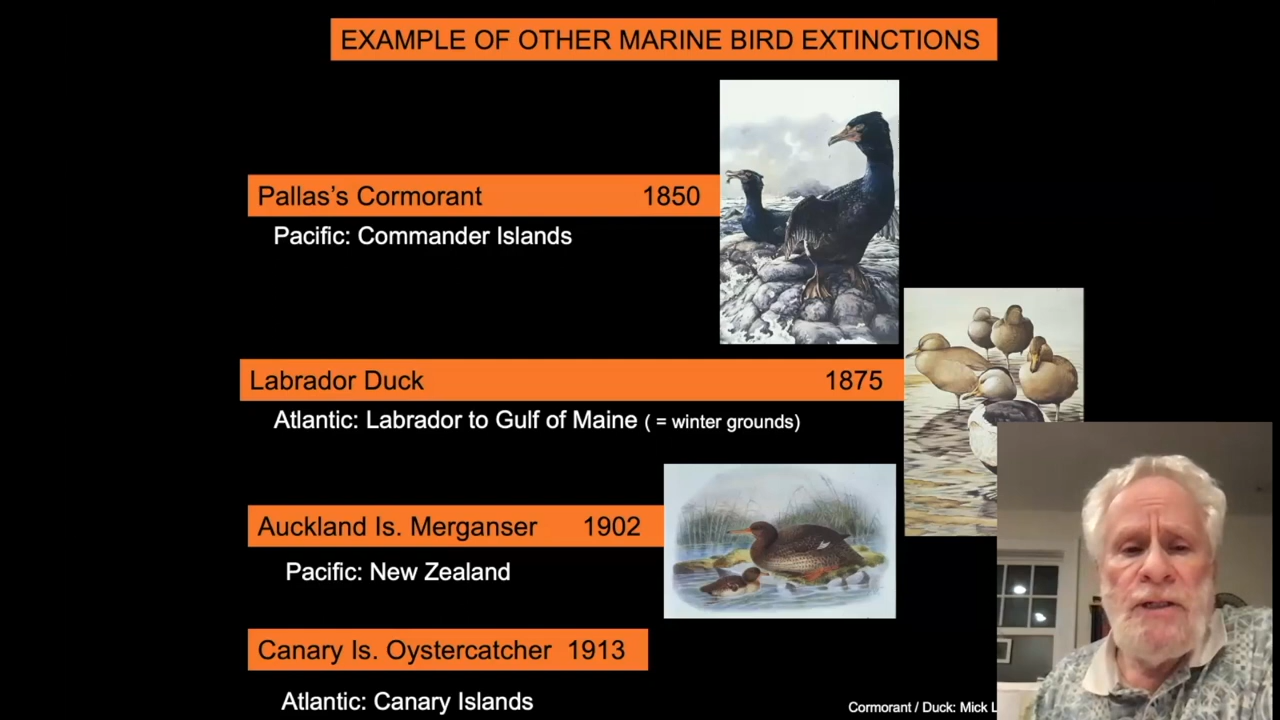 EXAMPLE OF OTHER MARINE BIRD EXTINCTIONS
Pallas’s Cormorant 1850
Pacific: Commander Islands
Labrador Duck 1875
Atlantic: Labrador to Gulf of Maine ( = winter grounds)
Auckland Is. Merganser 1902
Pacific: New Zealand
Canary Is. Oystercatcher 1913
Atlantic: Canary Islands
Cormorant / Duck: Mick